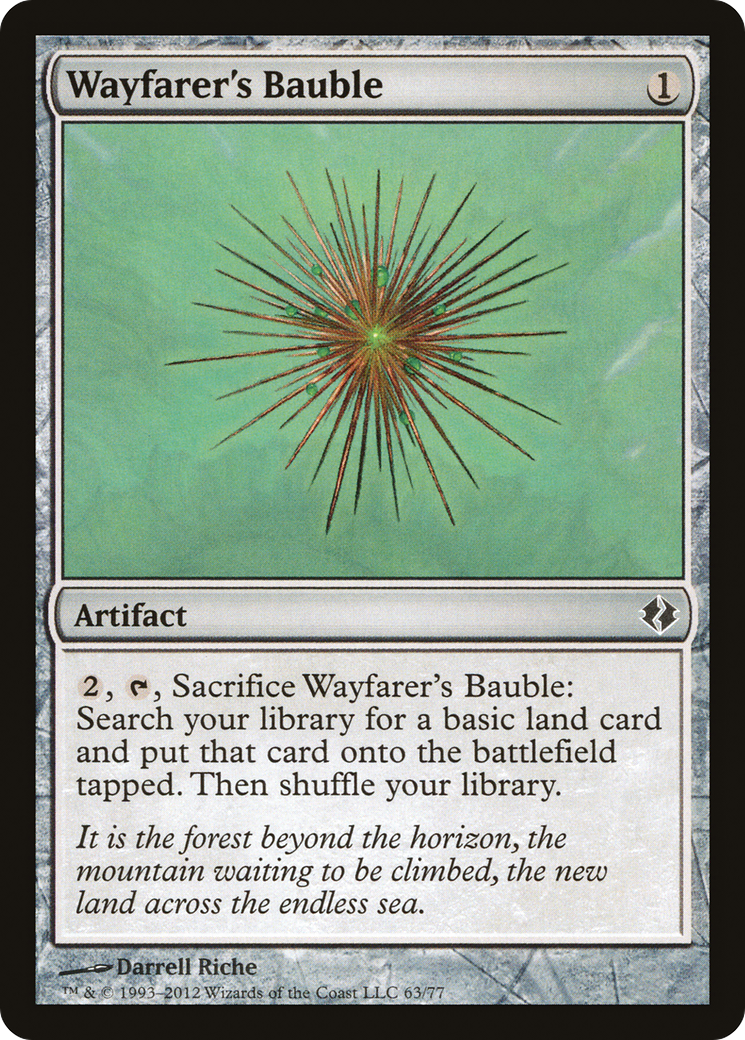 Wayfarer's Bauble 1
Artifact
2, , Sacrifice Wayfarer's Bauble:
Search your library for a basic land card
and put that card onto the battlefield
tapped. Then shuffle your library.
It is the forest beyond the horizon, the
mountain waiting to be climbed, the new
land across the endless sea.
Darrell Riche
™ & © 1993–2012 Wizards of the Coast LLC 63/77